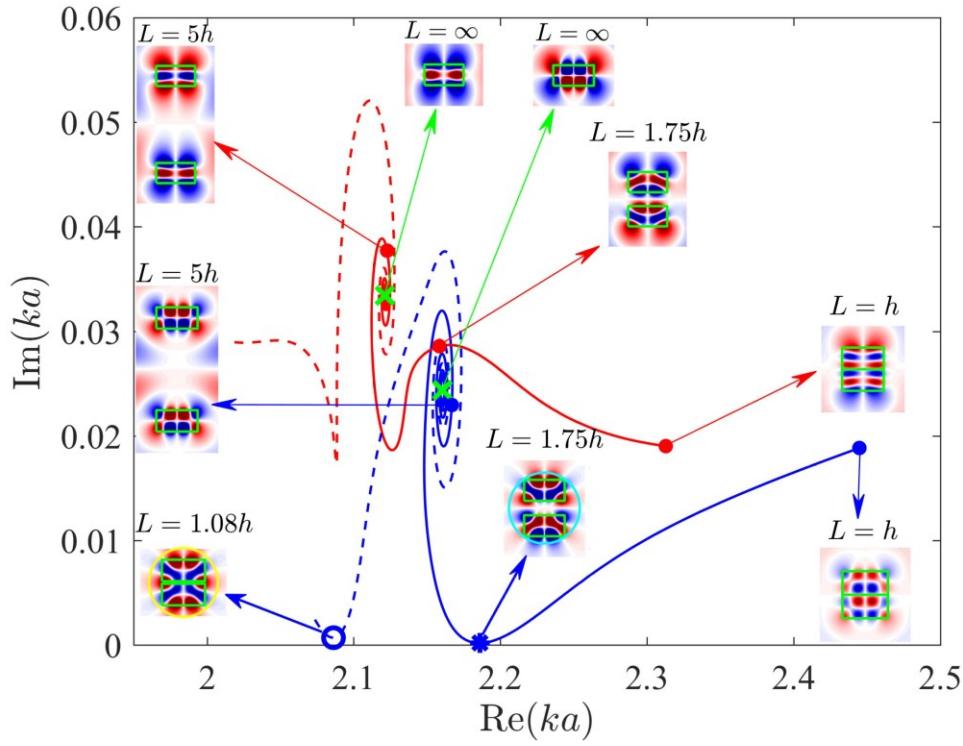 0.06
0.05
0.04
0.03
0.02
0.01
0
Im(ka)
2
2.1
2.2
2.3
2.4
2.5
Re(ka)
L = 5h
L = ∞
L = ∞
L = 1.75h
L = 5h
L = h
L = 1.75h
L = 1.08h
L = h